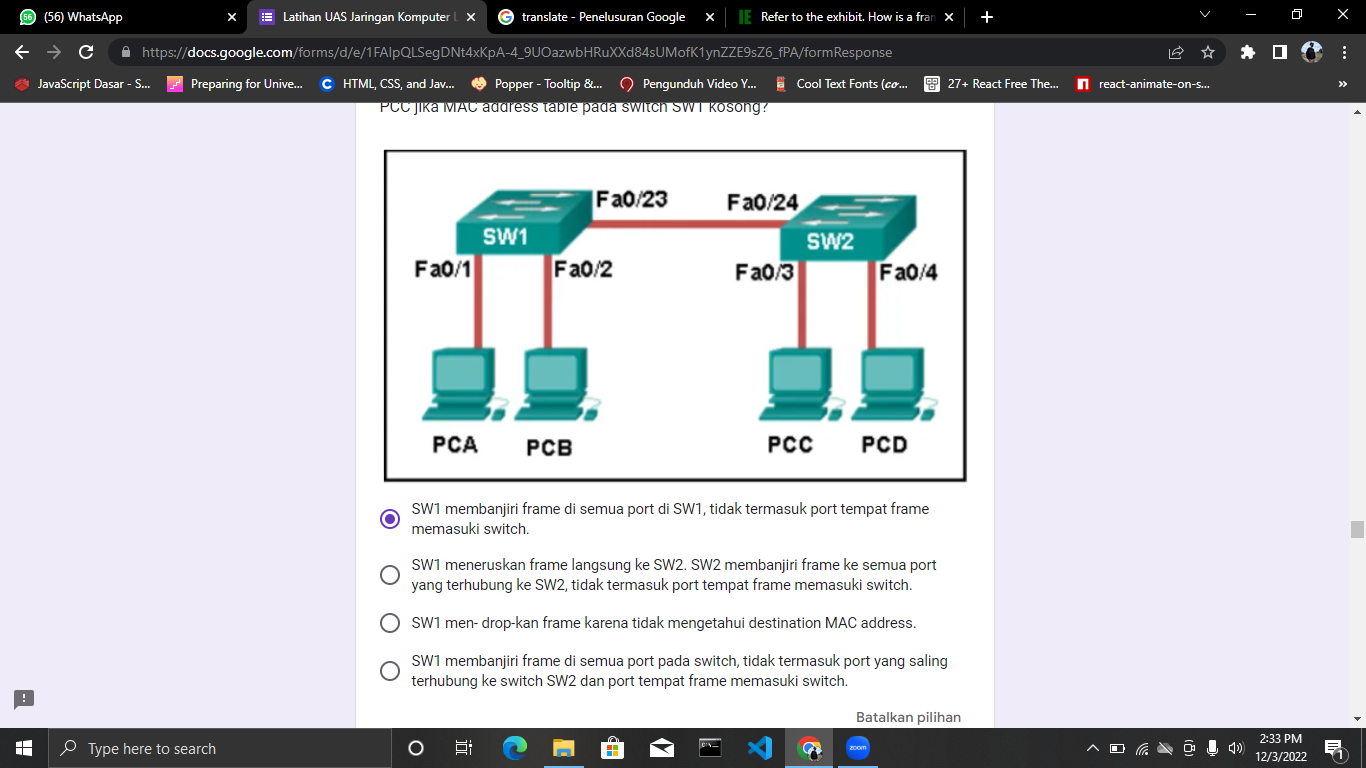 (56) WhatsApp
Latihan UAS Jaringan Komputer L
translate - Penelusuran Google
Refer to the exhibit. How is a fran
https://docs.google.com/forms/d/e/1FAIpQLSegDNt4xKpA-4_9UOazwbHRuXXd84sUMofK1ynZZE9sZ6_fPA/formResponse
JavaScript Dasar - S...
Preparing for Unive...
HTML, CSS, and Jav...
Popper - Tooltip &...
Pengunduh Video Y...
Cool Text Fonts (co...
27+ React Free The...
react-animate-on-s...
»
PCC jika MAC address table pada switch SW1 kosong?
Fa0/23
Fa0/24
SW1
SW2
Fa0/1
Fa0/2
Fa0/3
Fa0/4
PCA
PCB
PCC
PCD
SW1 membanjiri frame di semua port di SW1, tidak termasuk port tempat frame
memasuki switch.
SW1 meneruskan frame langsung ke SW2. SW2 membanjiri frame ke semua port
yang terhubung ke SW2, tidak termasuk port tempat frame memasuki switch.
SW1 men- drop-kan frame karena tidak mengetahui destination MAC address.
SW1 membanjiri frame di semua port pada switch, tidak termasuk port yang saling
terhubung ke switch SW2 dan port tempat frame memasuki switch.
Batalkan pilihan
Type here to search
zoom
2:33 PM
12/3/2022
1